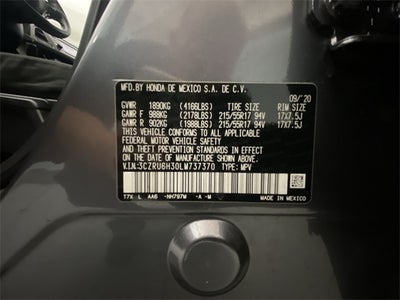 MFD.BY HONDA DE MEXICO S.A. DE C.V. 09/'20
GVWR 1890KG (4166LBS) TIRE SIZE RIM SIZE
GAWR F 988KG (2178LBS) 215/55R17 94V 17X7.5J
GAWR R 902KG (1988LBS) 215/55R17 94V 17X7.5J
THIS VEHICLE CONFORMS TO ALL APPLICABLE
FEDERAL MOTOR VEHICLE SAFETY
AND THEFT PREVENTION STANDARDS IN EFFECT
ON THE DATE OF MANUFACTURE SHOWN ABOVE.
V.I.N:3CZRU6H30LM737370 TYPE: MPV
17X L AA6 -NH797M -A -M MADE IN MEXICO